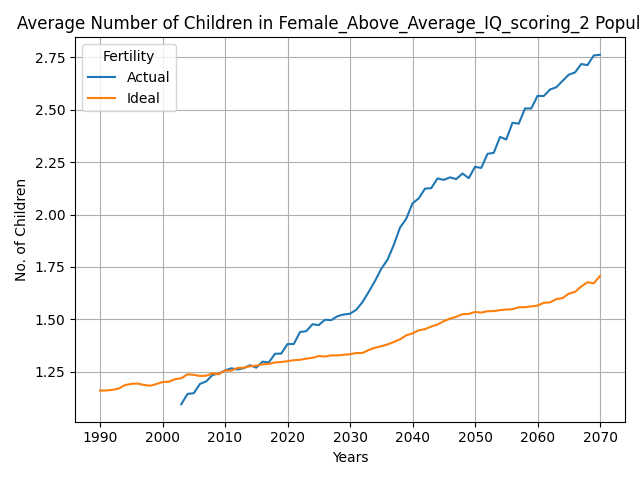 Average Number of Children in Female_Above_Average_IQ_scoring_2 Popul
Fertility
Actual
Ideal
2.75
2.50
2.25
2.00
1.75
1.50
1.25
No. of Children
1990 2000 2010 2020 2030 2040 2050 2060 2070
Years